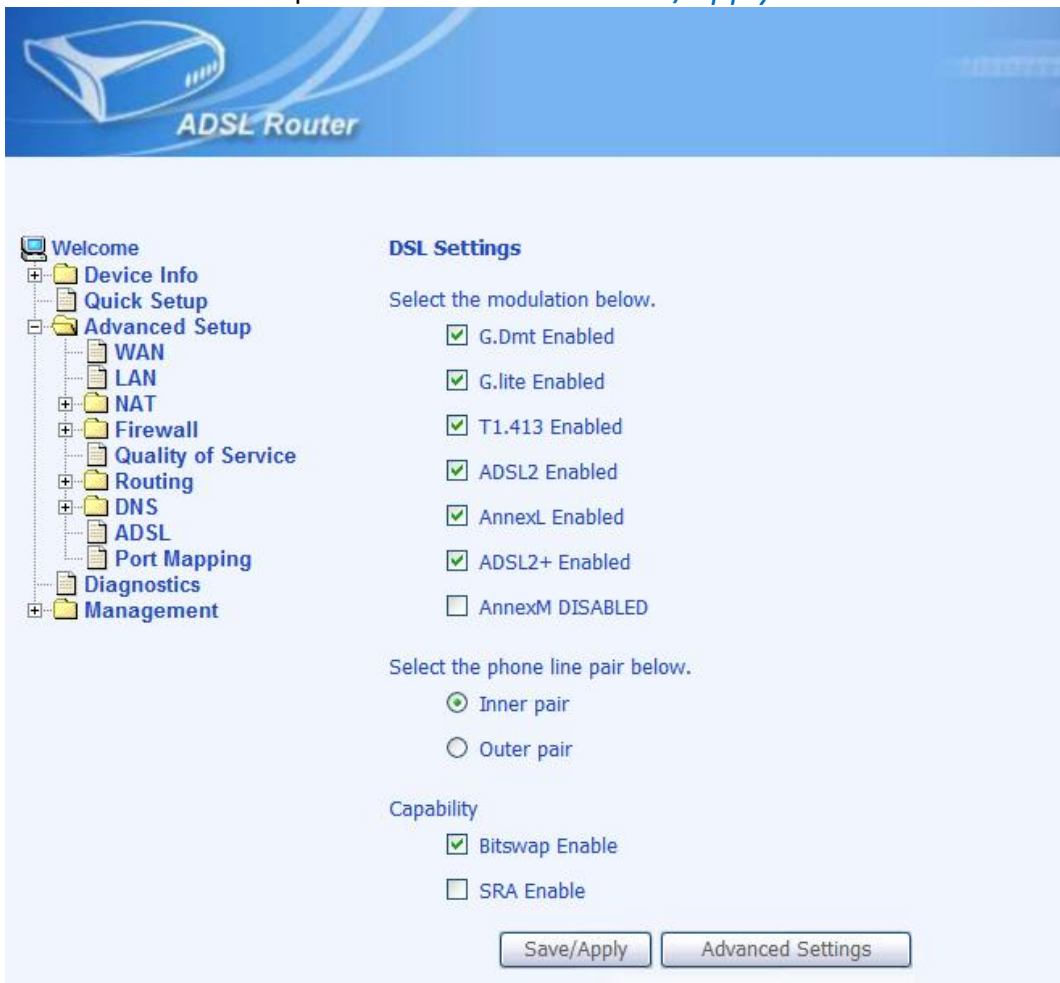 ADSL Router
Welcome
Device Info
Quick Setup
Advanced Setup
WAN
LAN
NAT
Firewall
Quality of Service
Routing
DNS
ADSL
Port Mapping
Diagnostics
Management
DSL Settings
Select the modulation below.
G.Dmt Enabled
G.lite Enabled
T1.413 Enabled
ADSL2 Enabled
AnnexL Enabled
ADSL2+ Enabled
AnnexM DISABLED
Select the phone line pair below.
Inner pair
Outer pair
Capability
Bitswap Enable
SRA Enable
Save/Apply
Advanced Settings